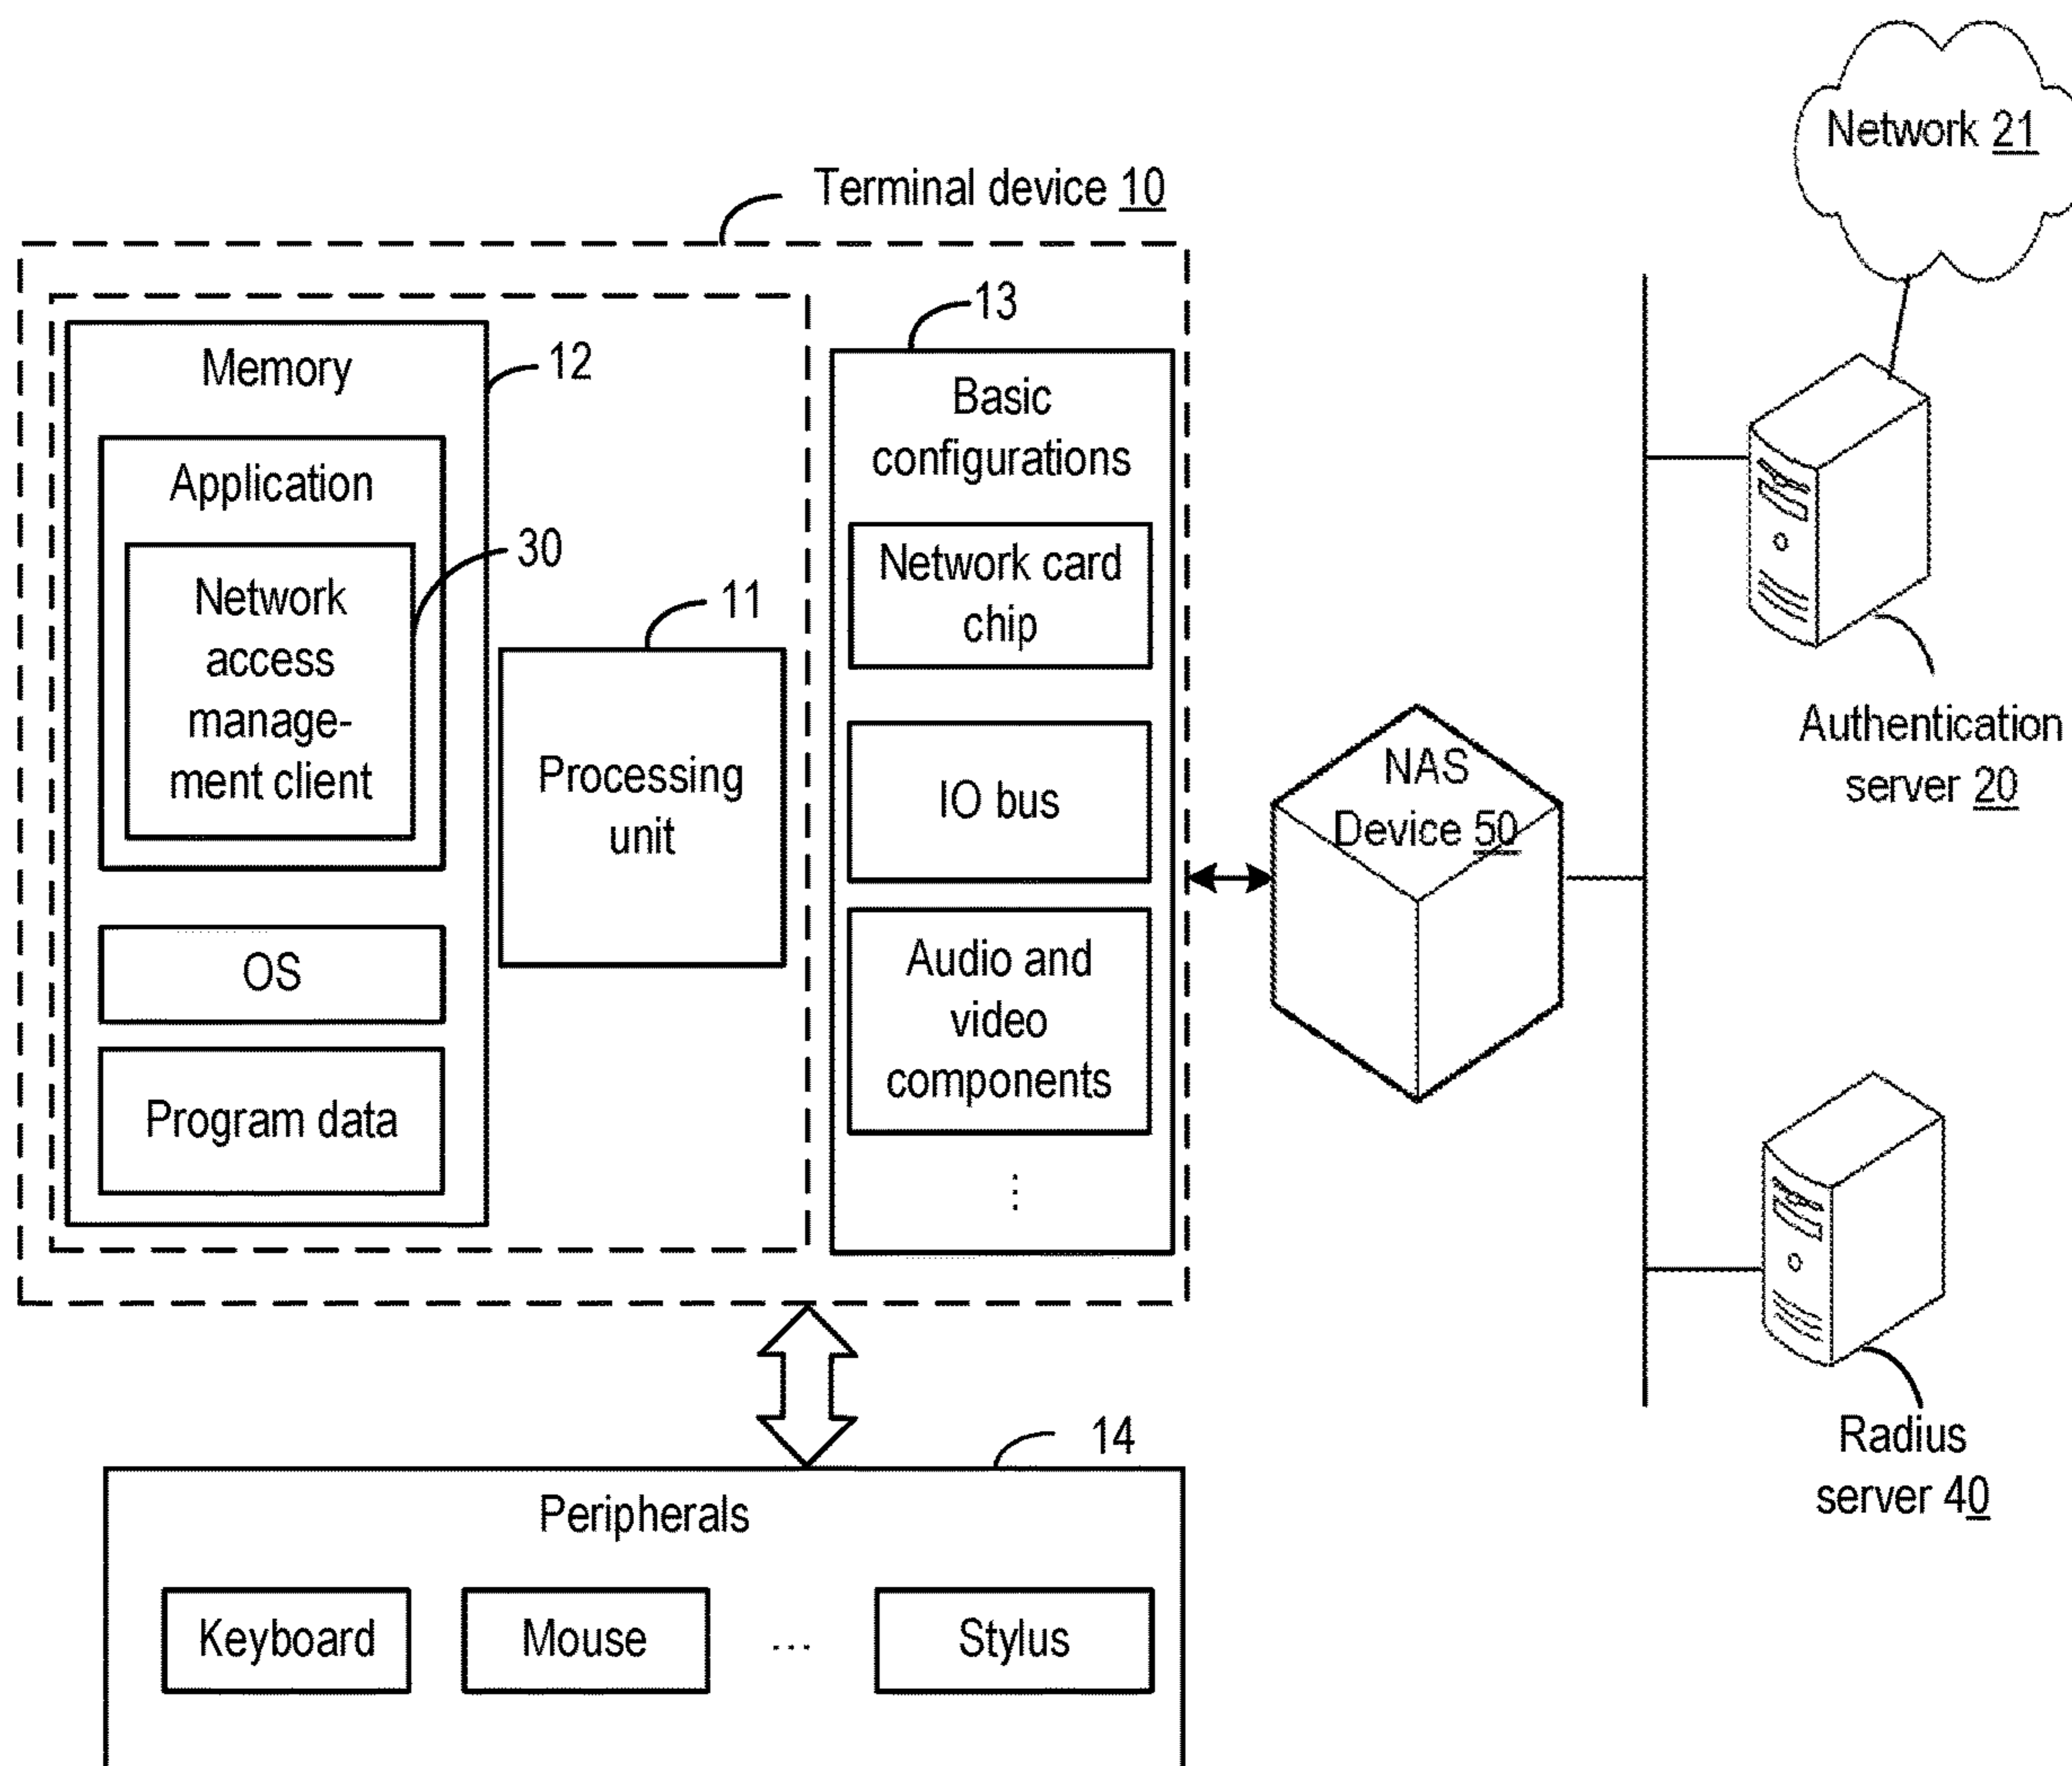 Network 21
Terminal device 10
13
Memory
12
Basic
configurations
Application
Network card
chip
30
Network
access
manage-
ment client
11
Authentication
server 20
NAS
Device 50
Processing
unit
IO bus
Audio and
video
components
⋮
OS
Program data
14
Radius
server 40
Peripherals
Keyboard
Mouse
...
Stylus